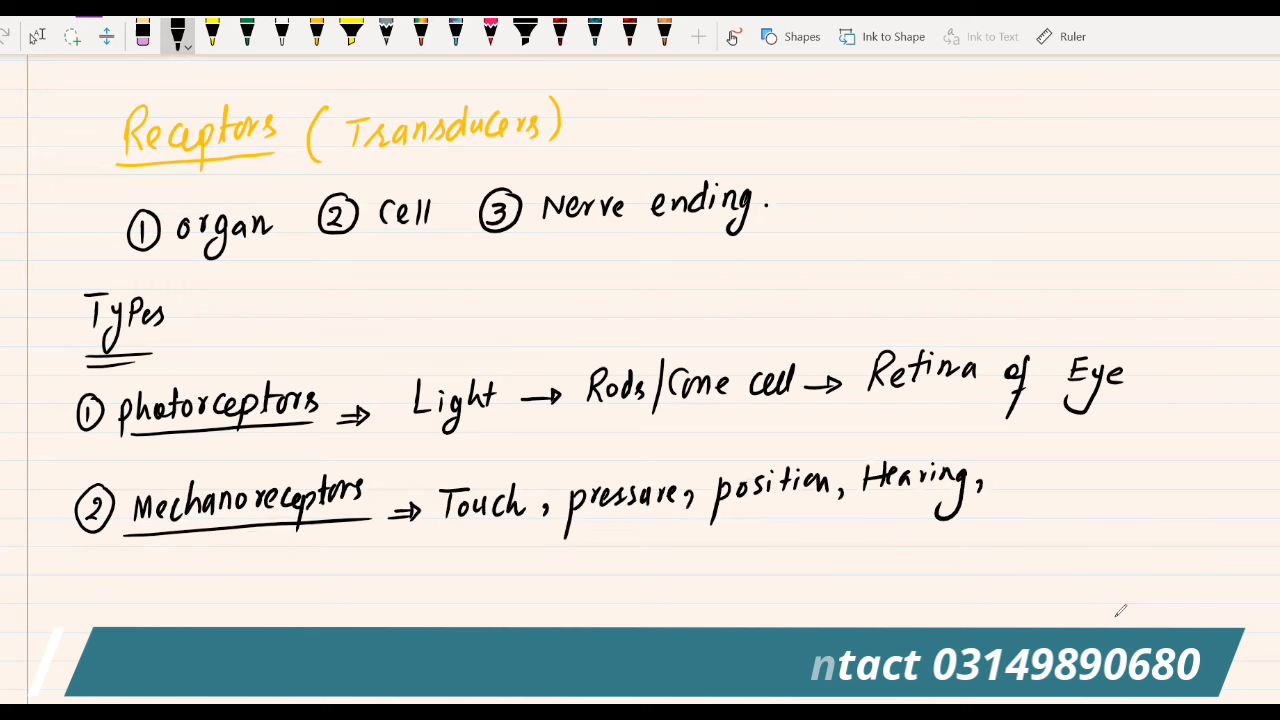 Shapes Ink to Shape Ink to Text Ruler
Receptors (Transducers)
① organ ② Cell ③ Nerve ending.
Types
① photorceptors ⇒ Light → Rods/Cone cell → Retina of Eye
② Mechanoreceptors ⇒ Touch, pressure, position, Hearing,
ntact 03149890680